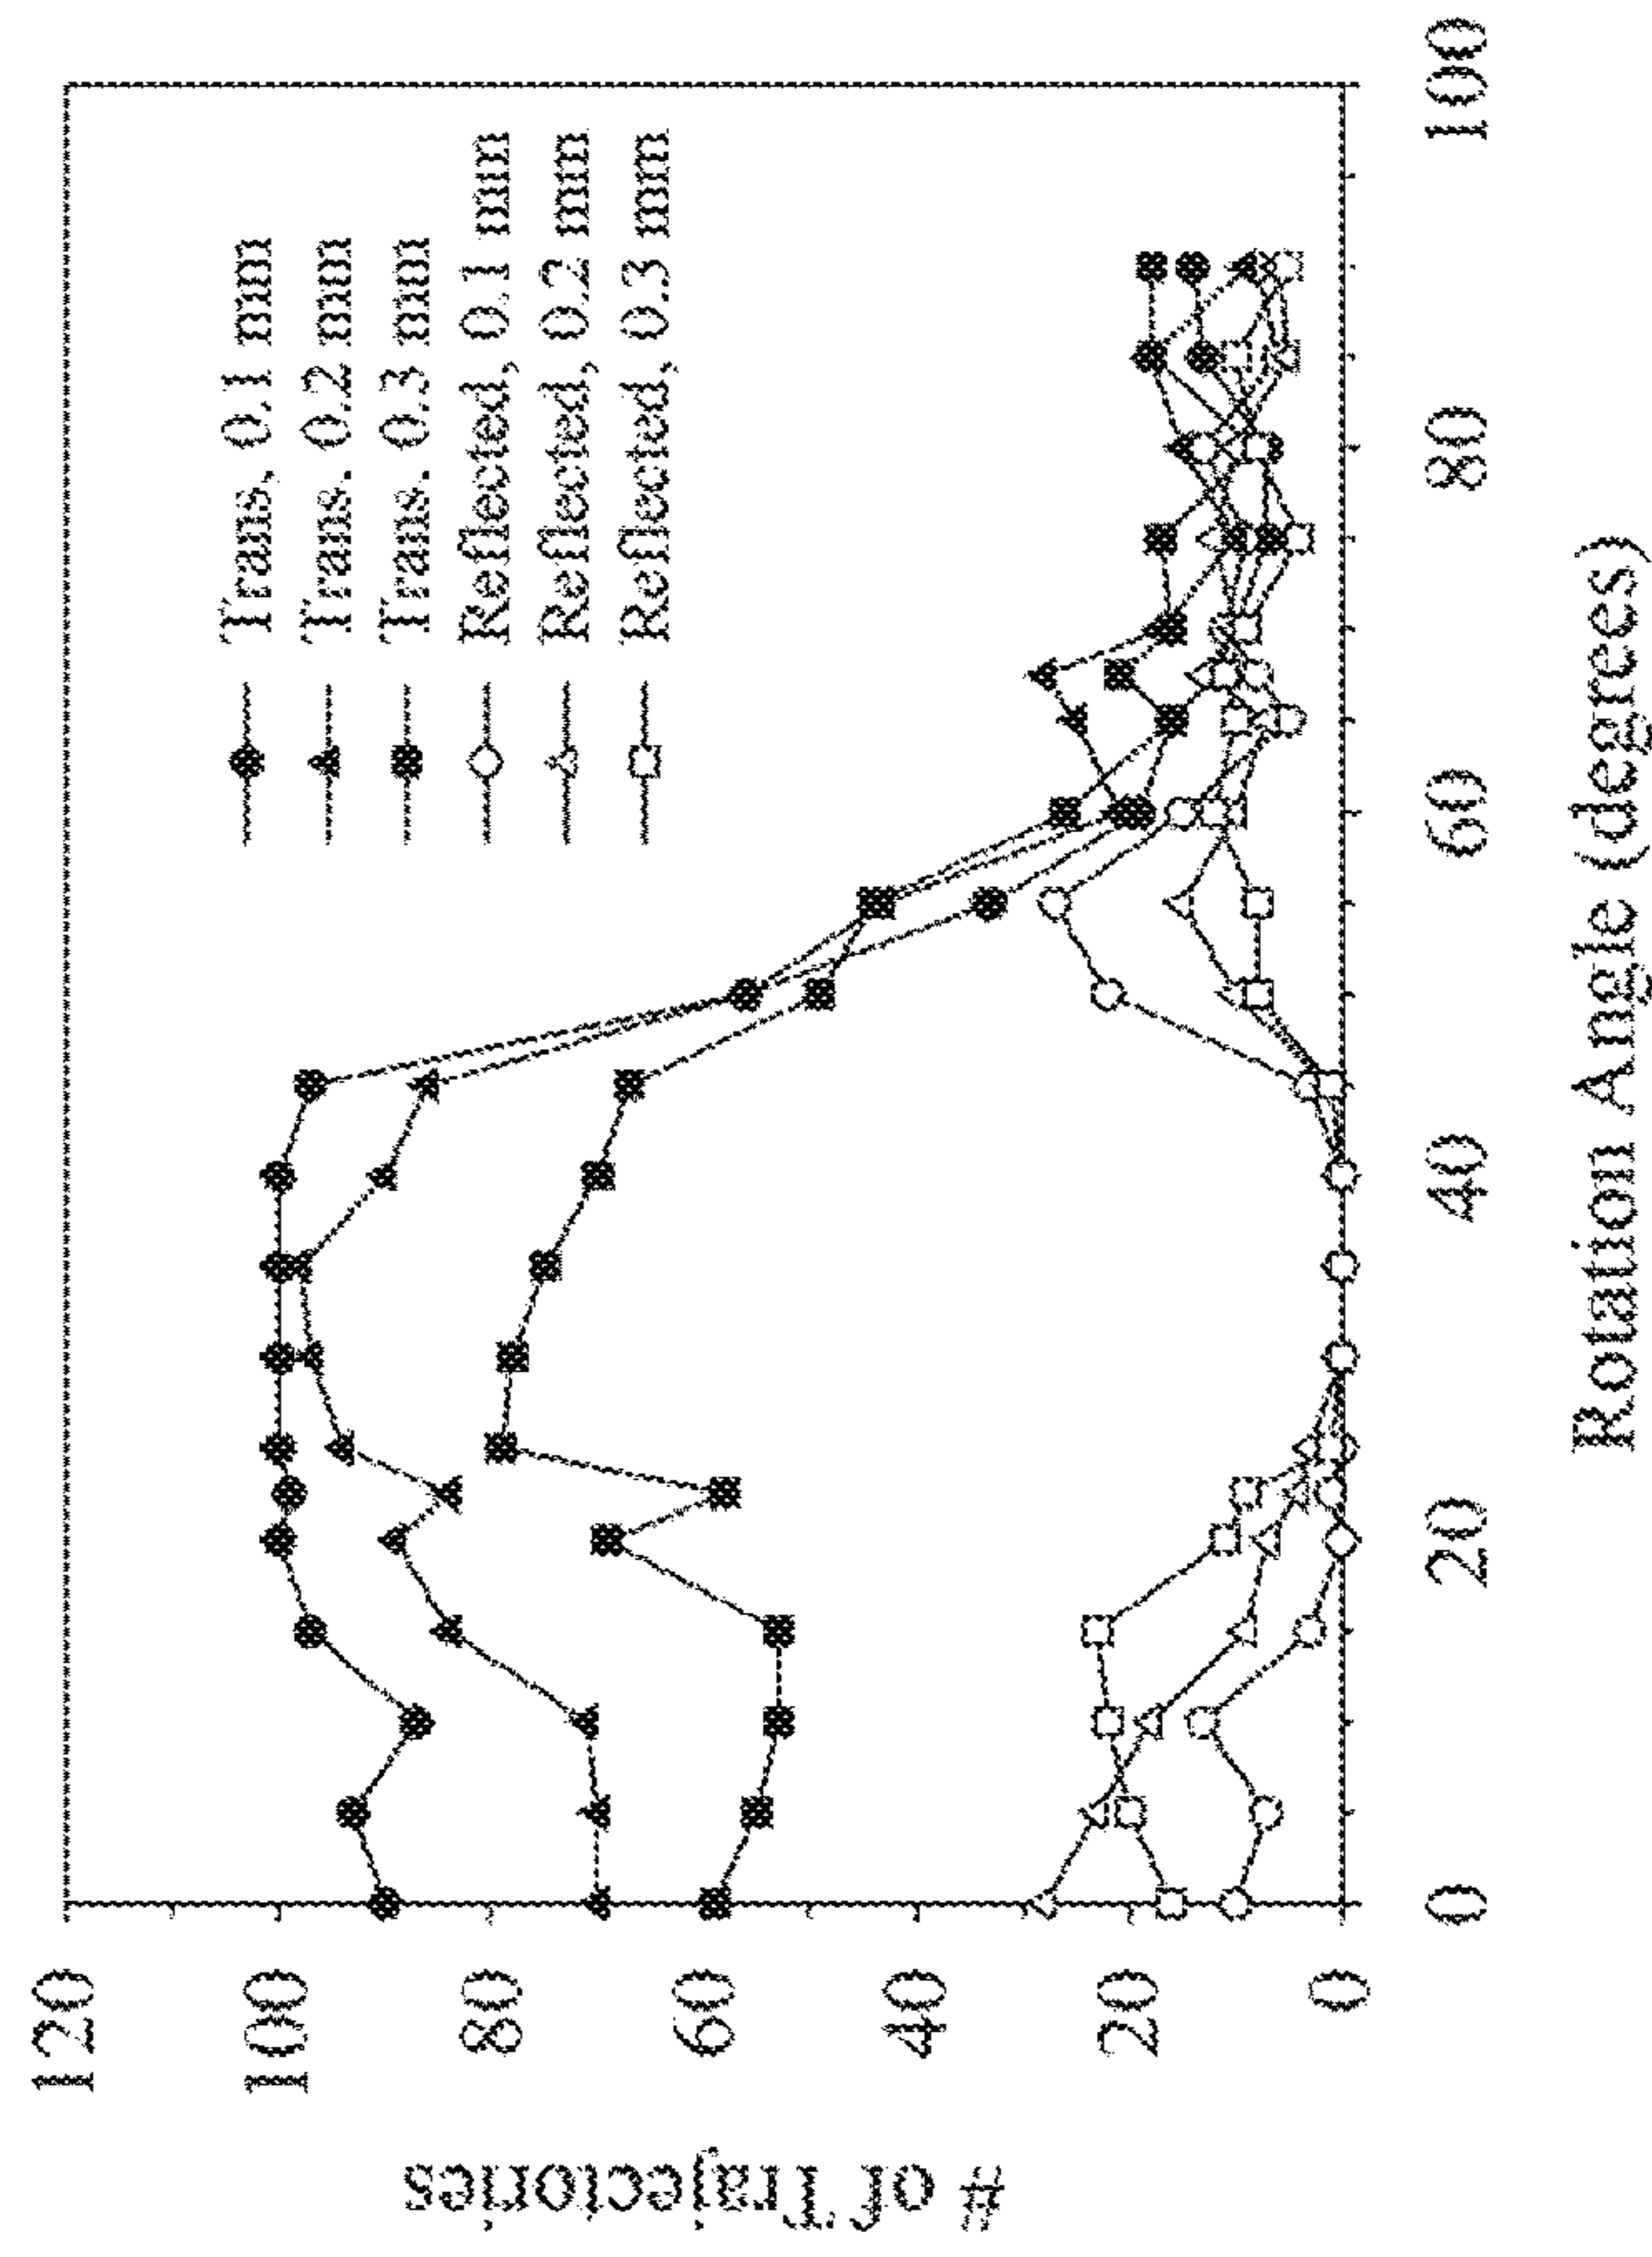 # of Trajectories
120
100
80
60
40
20
0
Trans, 0.1 mm
Trans. 0.2 mm
Trans. 0.3 mm
Reflected, 0.1 mm
Reflected, 0.2 mm
Reflected, 0.3 mm
0
20
40
60
80
100
Rotation Angle (degrees)